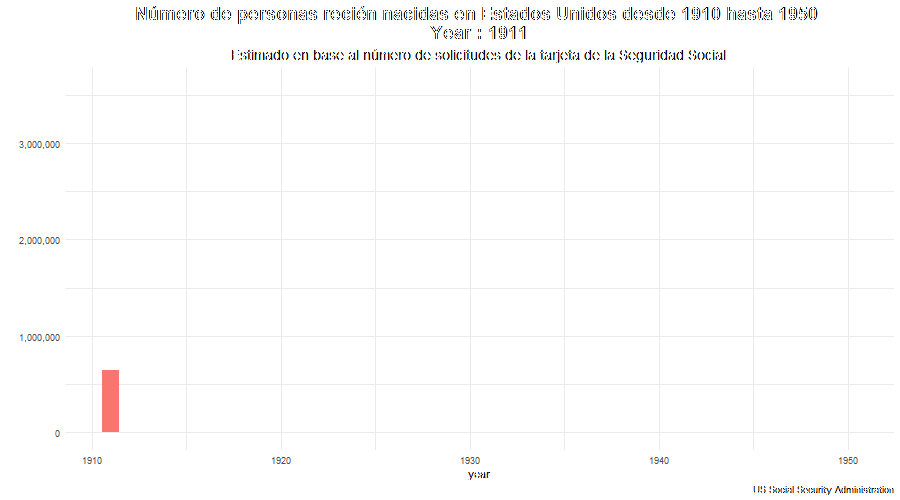 Número de personas recién nacidas en Estados Unidos desde 1910 hasta 1950
Year : 1911
Estimado en base al número de solicitudes de la tarjeta de la Seguridad Social
3,000,000
2,000,000
1,000,000
0
1910 1920 1930 1940 1950
year
US Social Security Administration